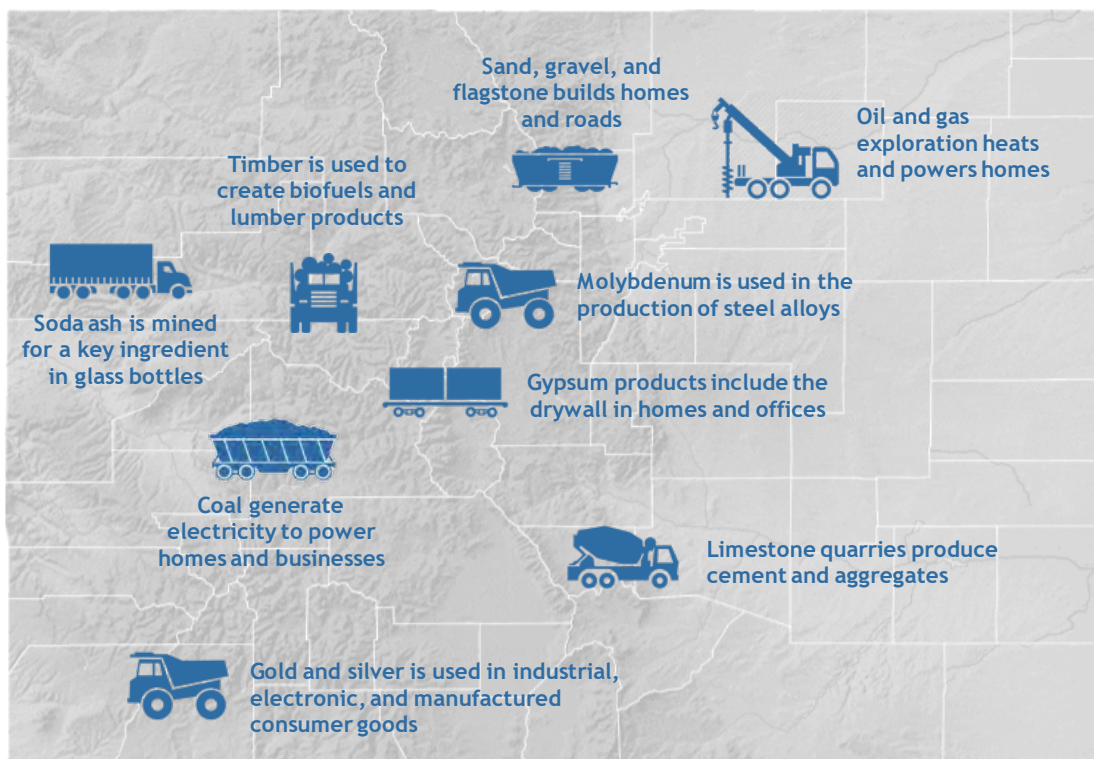 Sand, gravel, and
flagstone builds homes
and roads
Oil and gas
exploration heats
and powers homes
Timber is used to
create biofuels and
lumber products
Molybdenum is used in the
production of steel alloys
Soda ash is mined
for a key ingredient
in glass bottles
Gypsum products include the
drywall in homes and offices
Coal generate
electricity to power
homes and businesses
Limestone quarries produce
cement and aggregates
Gold and silver is used in industrial,
electronic, and manufactured
consumer goods